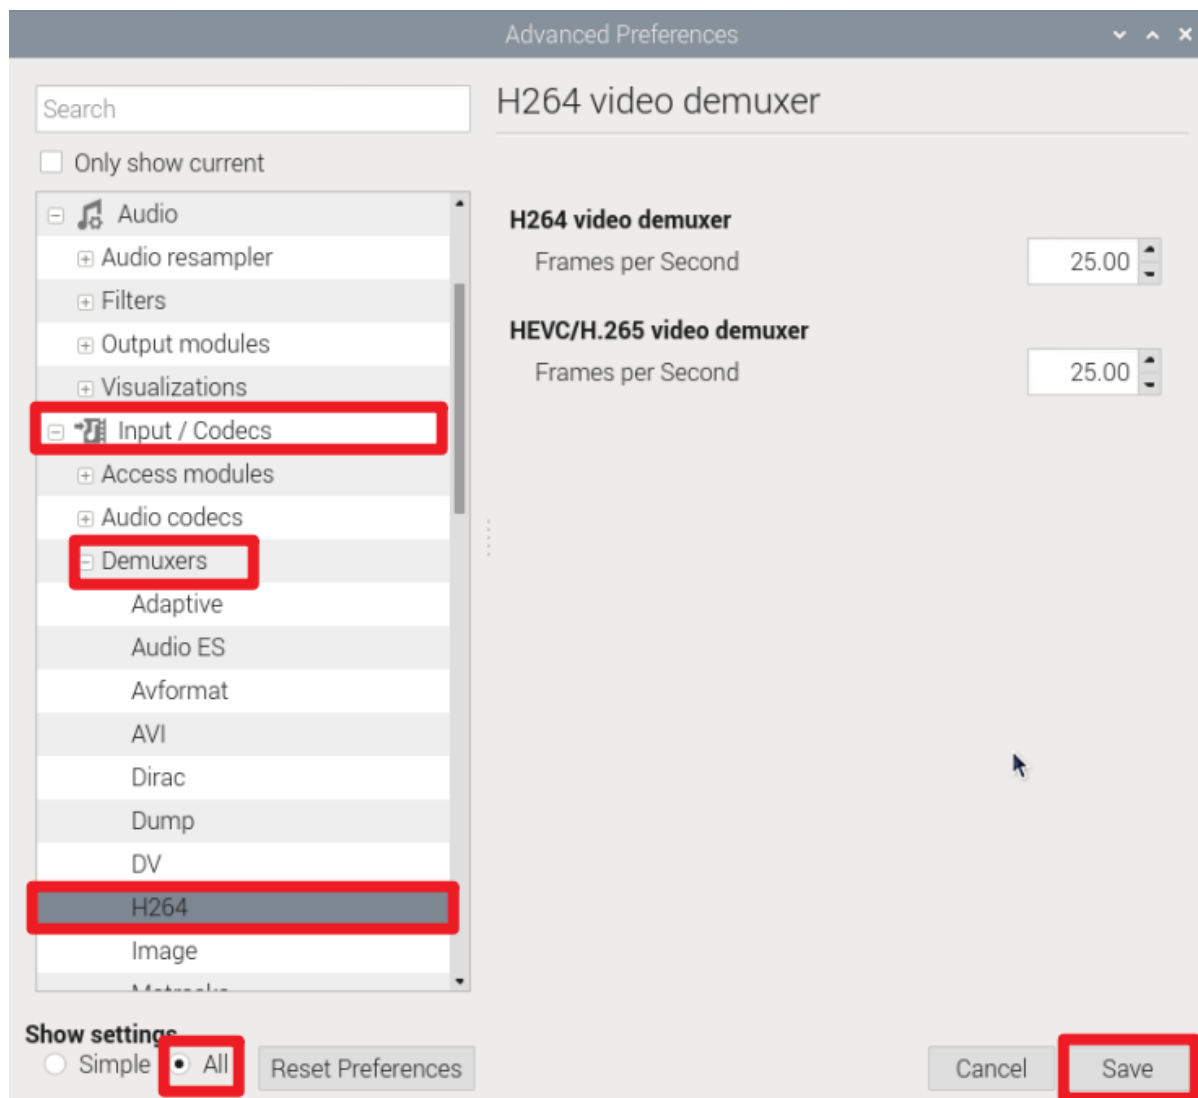 Advanced Preferences
Search
Only show current
Audio
Audio resampler
Filters
Output modules
Visualizations
Input / Codecs
Access modules
Audio codecs
Demuxers
Adaptive
Audio ES
Avformat
AVI
Dirac
Dump
DV
H264
Image
H264 video demuxer
H264 video demuxer
Frames per Second 25.00
HEVC/H.265 video demuxer
Frames per Second 25.00
Show settings
Simple All Reset Preferences Cancel Save